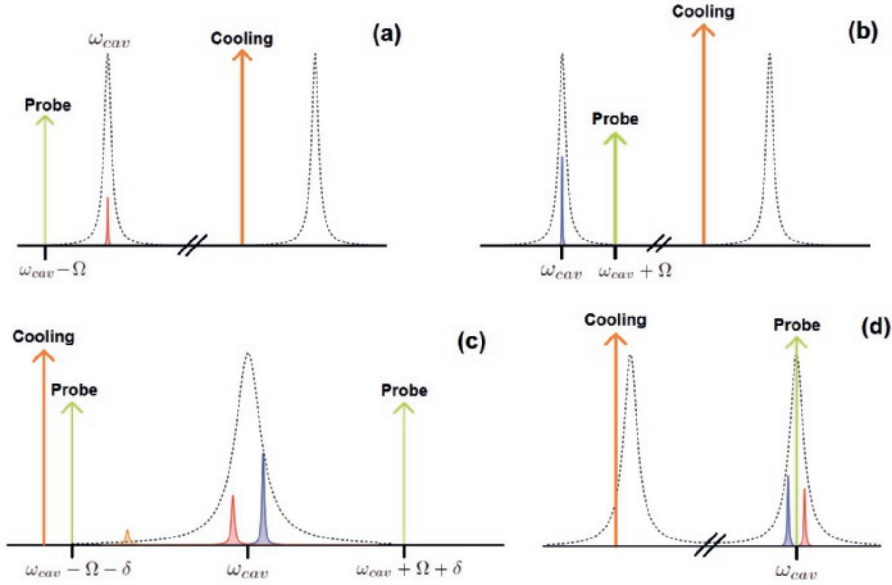 (a)
ω_cav
Cooling
Probe
ω_cav − Ω
(b)
Cooling
Probe
ω_cav
ω_cav + Ω
(c)
Cooling
Probe
Probe
ω_cav − Ω − δ
ω_cav
ω_cav + Ω + δ
(d)
Cooling
Probe
ω_cav